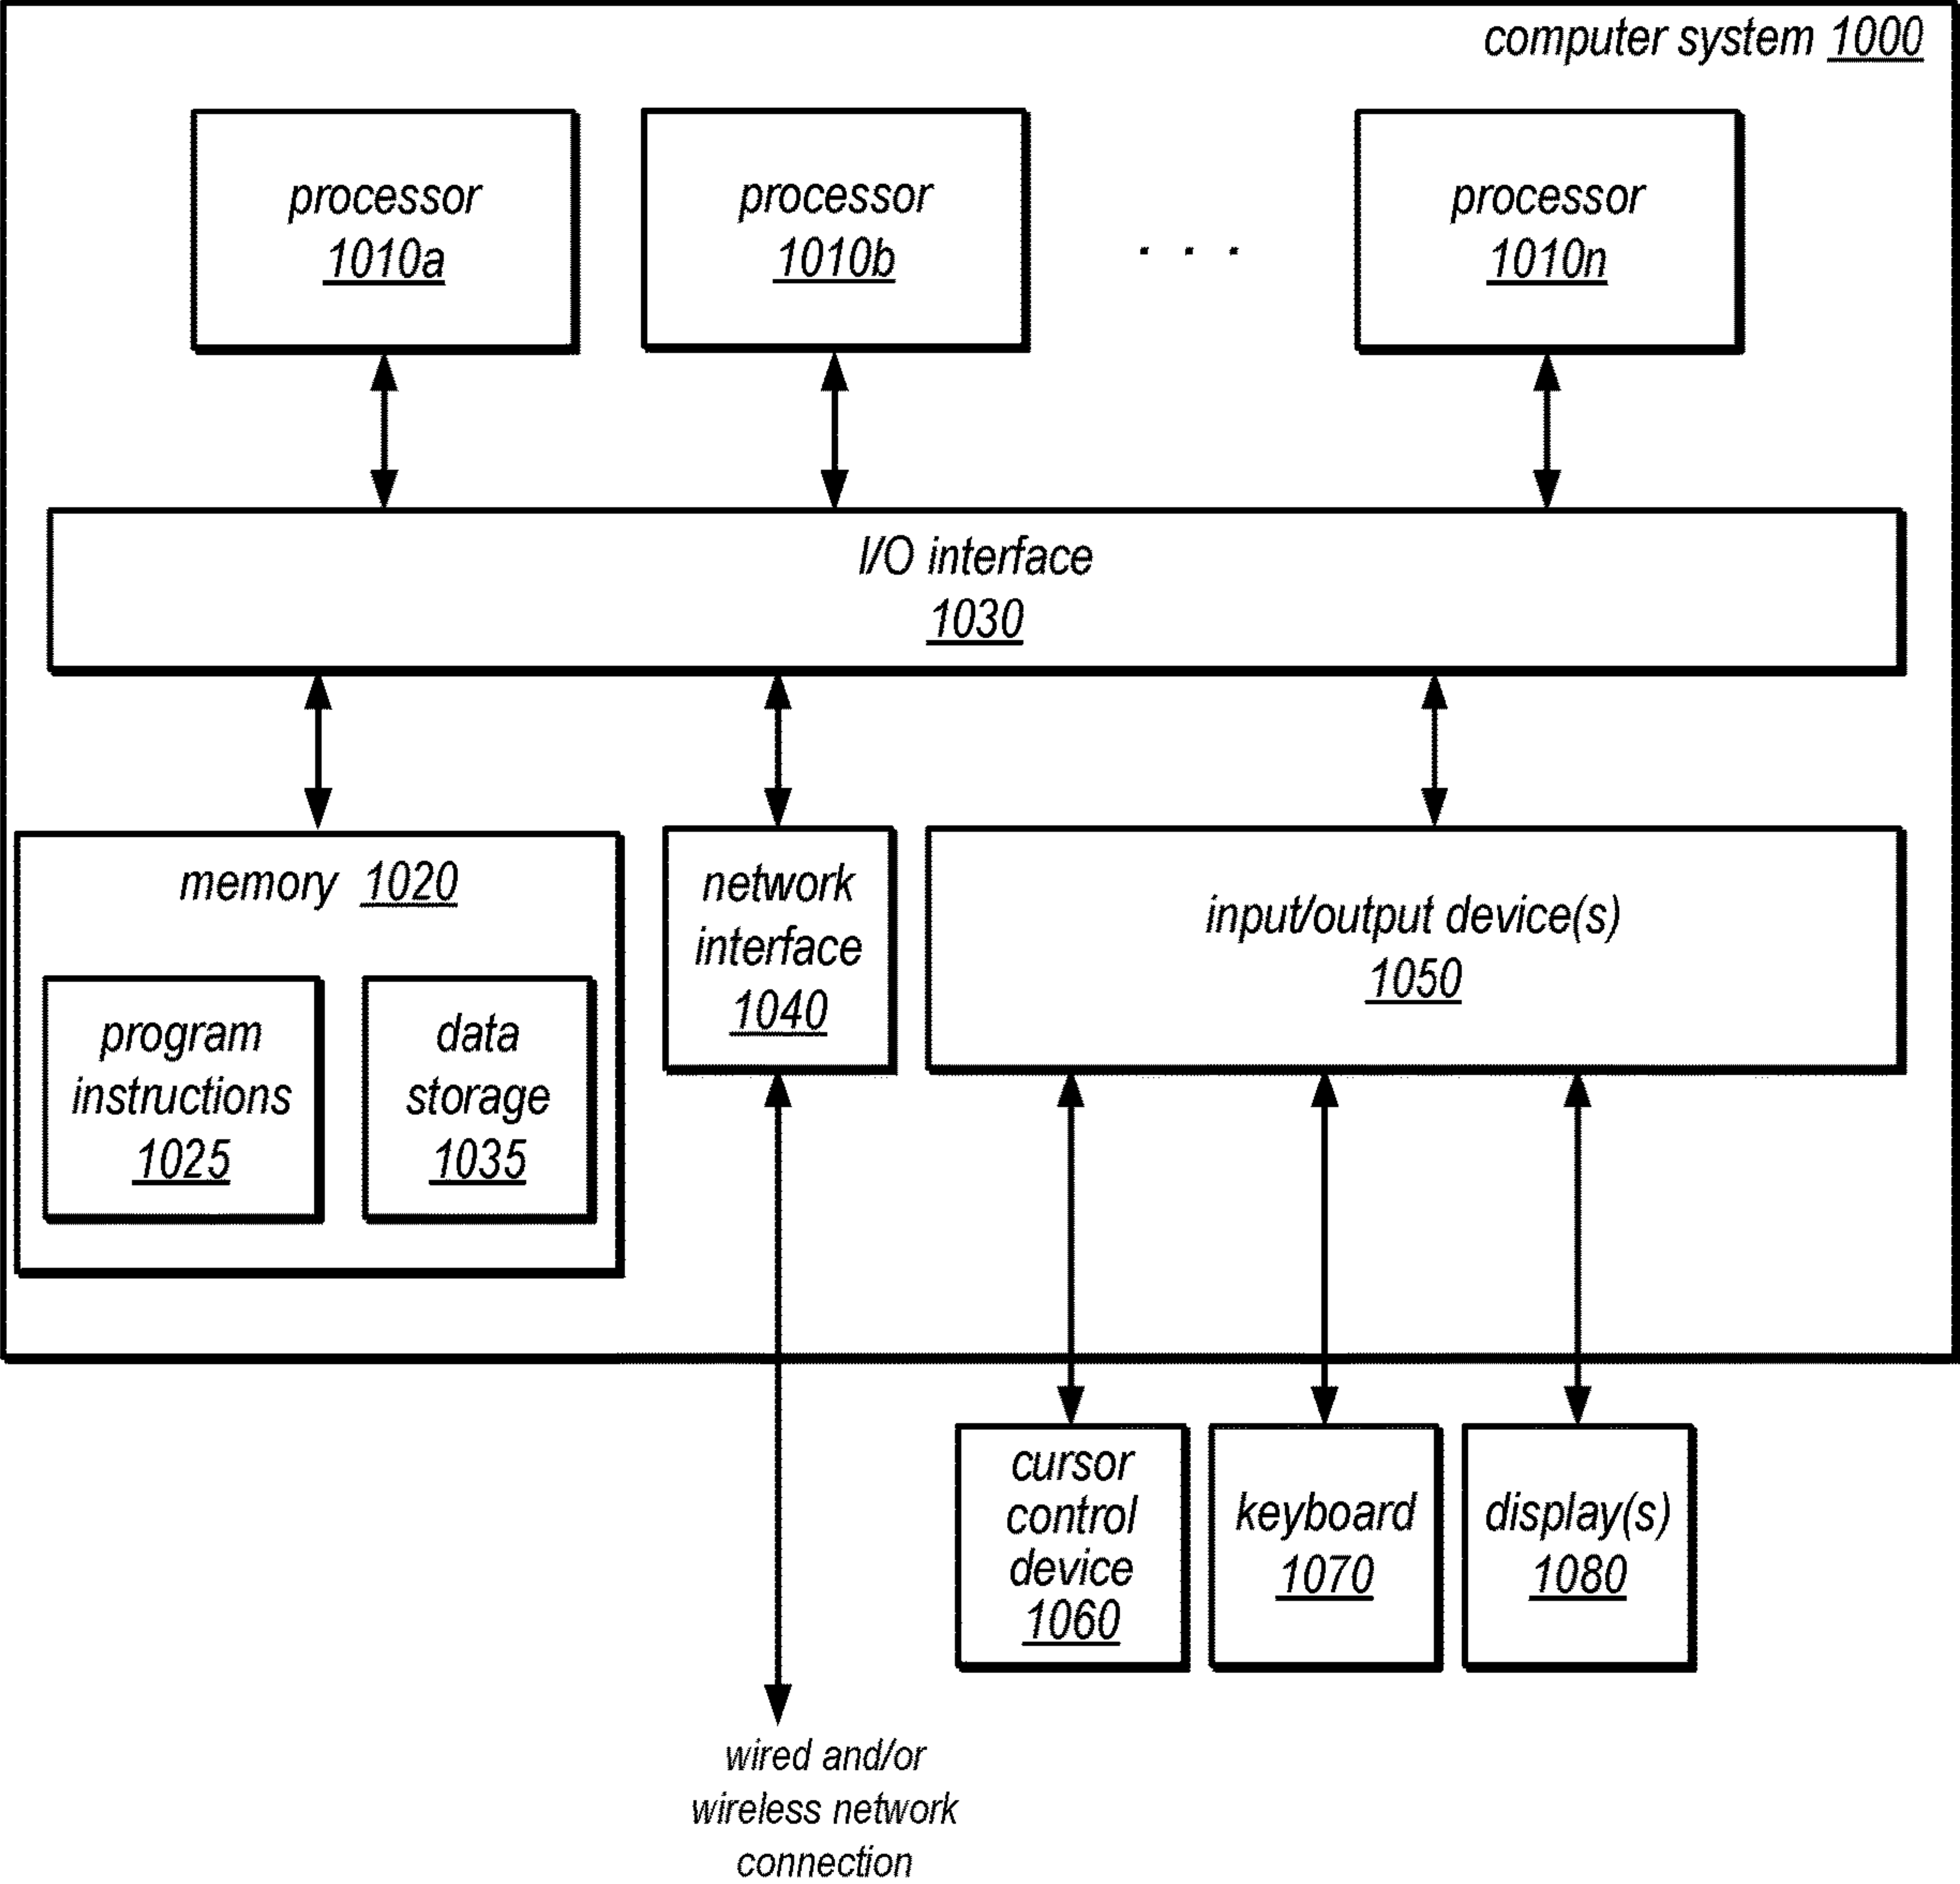 computer system 1000
processor
1010a
processor
1010b
. . .
processor
1010n
I/O interface
1030
memory 1020
program
instructions
1025
data
storage
1035
network
interface
1040
input/output device(s)
1050
cursor
control
device
1060
keyboard
1070
display(s)
1080
wired and/or
wireless network
connection